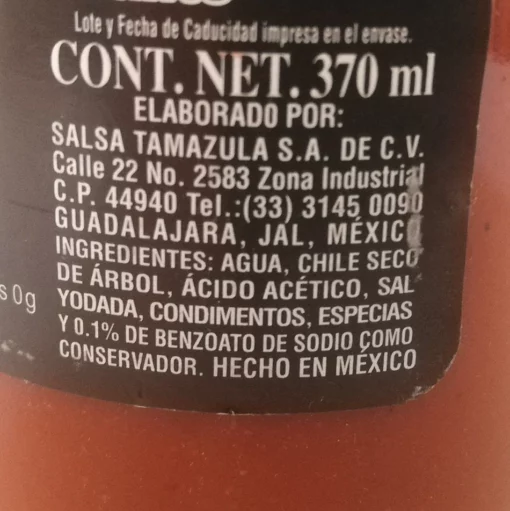 Lote y Fecha de Caducidad impresa en el envase.
CONT. NET. 370 ml
ELABORADO POR:
SALSA TAMAZULA S.A. DE C.V.
Calle 22 No. 2583 Zona Industrial
C.P. 44940 Tel.:(33) 3145 0090
GUADALAJARA, JAL, MÉXIC
INGREDIENTES: AGUA, CHILE SECO
DE ÁRBOL, ÁCIDO ACÉTICO, SAL
s 0g
YODADA, CONDIMENTOS, ESPECIAS
Y 0.1% DE BENZOATO DE SODIO COMO
CONSERVADOR. HECHO EN MÉXICO